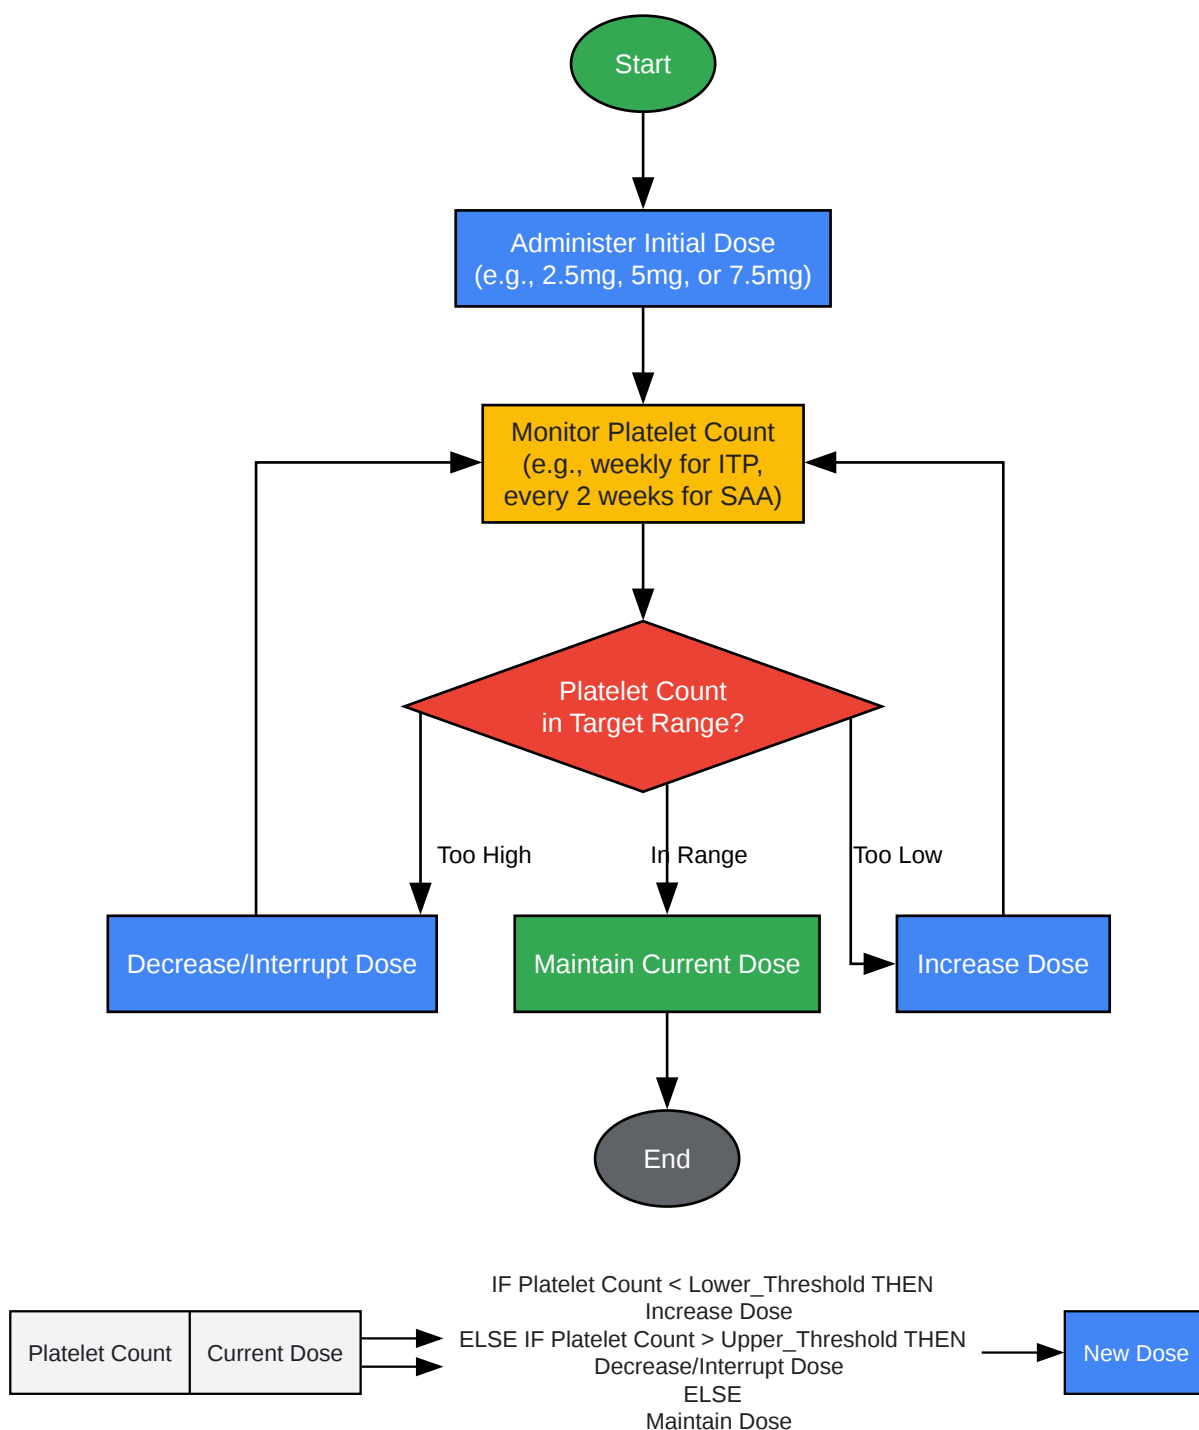 Start
Administer Initial Dose
(e.g., 2.5mg, 5mg, or 7.5mg)
Monitor Platelet Count
(e.g., weekly for ITP,
every 2 weeks for SAA)
Platelet Count
in Target Range?
Too High
In Range
Too Low
Decrease/Interrupt Dose
Maintain Current Dose
Increase Dose
End
IF Platelet Count < Lower_Threshold THEN
Increase Dose
ELSE IF Platelet Count > Upper_Threshold THEN
Decrease/Interrupt Dose
ELSE
Maintain Dose
Platelet Count
Current Dose
New Dose